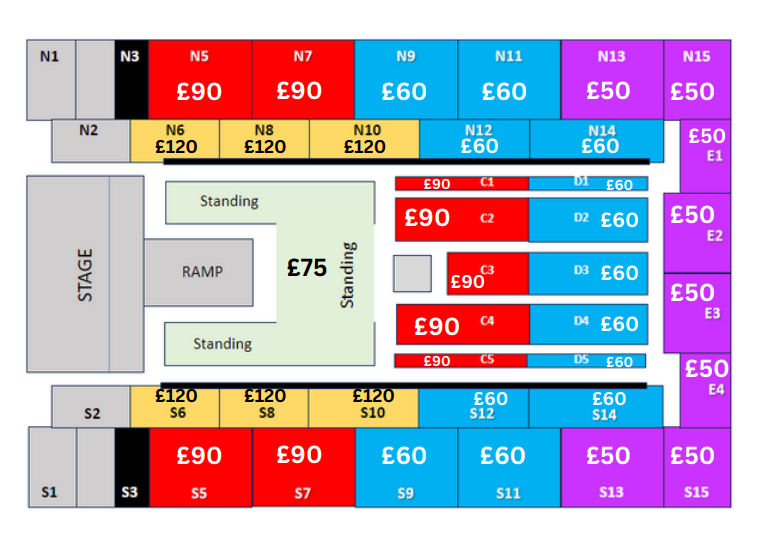 N1 N3 N5 N7 N9 N11 N13 N15
£90 £90 £60 £60 £50 £50
N2 N6 N8 N10 N12 N14
£120 £120 £120 £60 £60
£50
E1
£90 C1 D1 £60
Standing
£90 C2 D2 £60
£50
E2
STAGE
RAMP
£75
Standing
C3
£90
D3 £60
£50
E3
£90 C4 D4 £60
Standing
£90 C5 D5 £60
£50
E4
£120 £120 £120 £60 £60
S2 S6 S8 S10 S12 S14
£90 £90 £60 £60 £50 £50
S1 S3 S5 S7 S9 S11 S13 S15